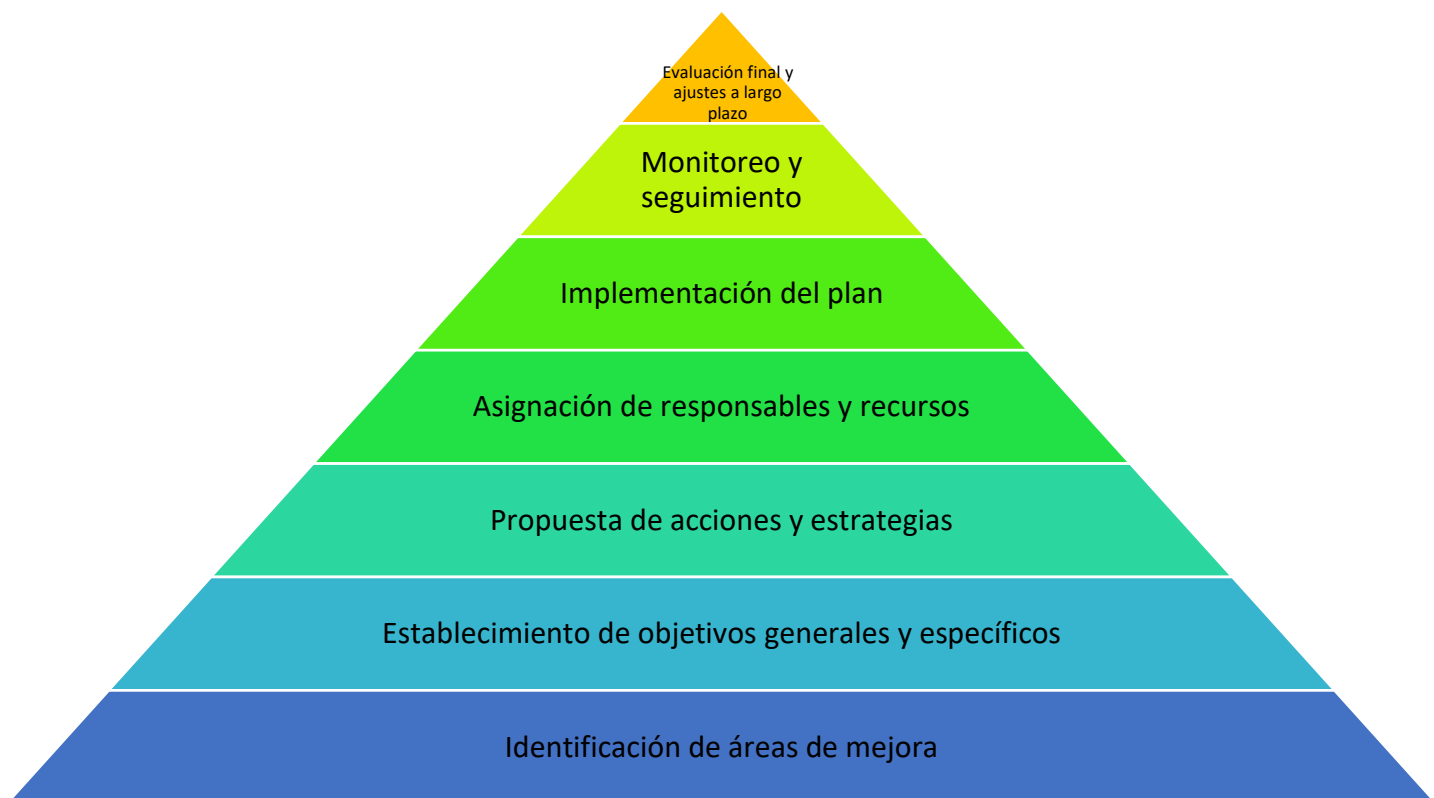 Evaluación final y
ajustes a largo
plazo
Monitoreo y
seguimiento
Implementación del plan
Asignación de responsables y recursos
Propuesta de acciones y estrategias
Establecimiento de objetivos generales y específicos
Identificación de áreas de mejora